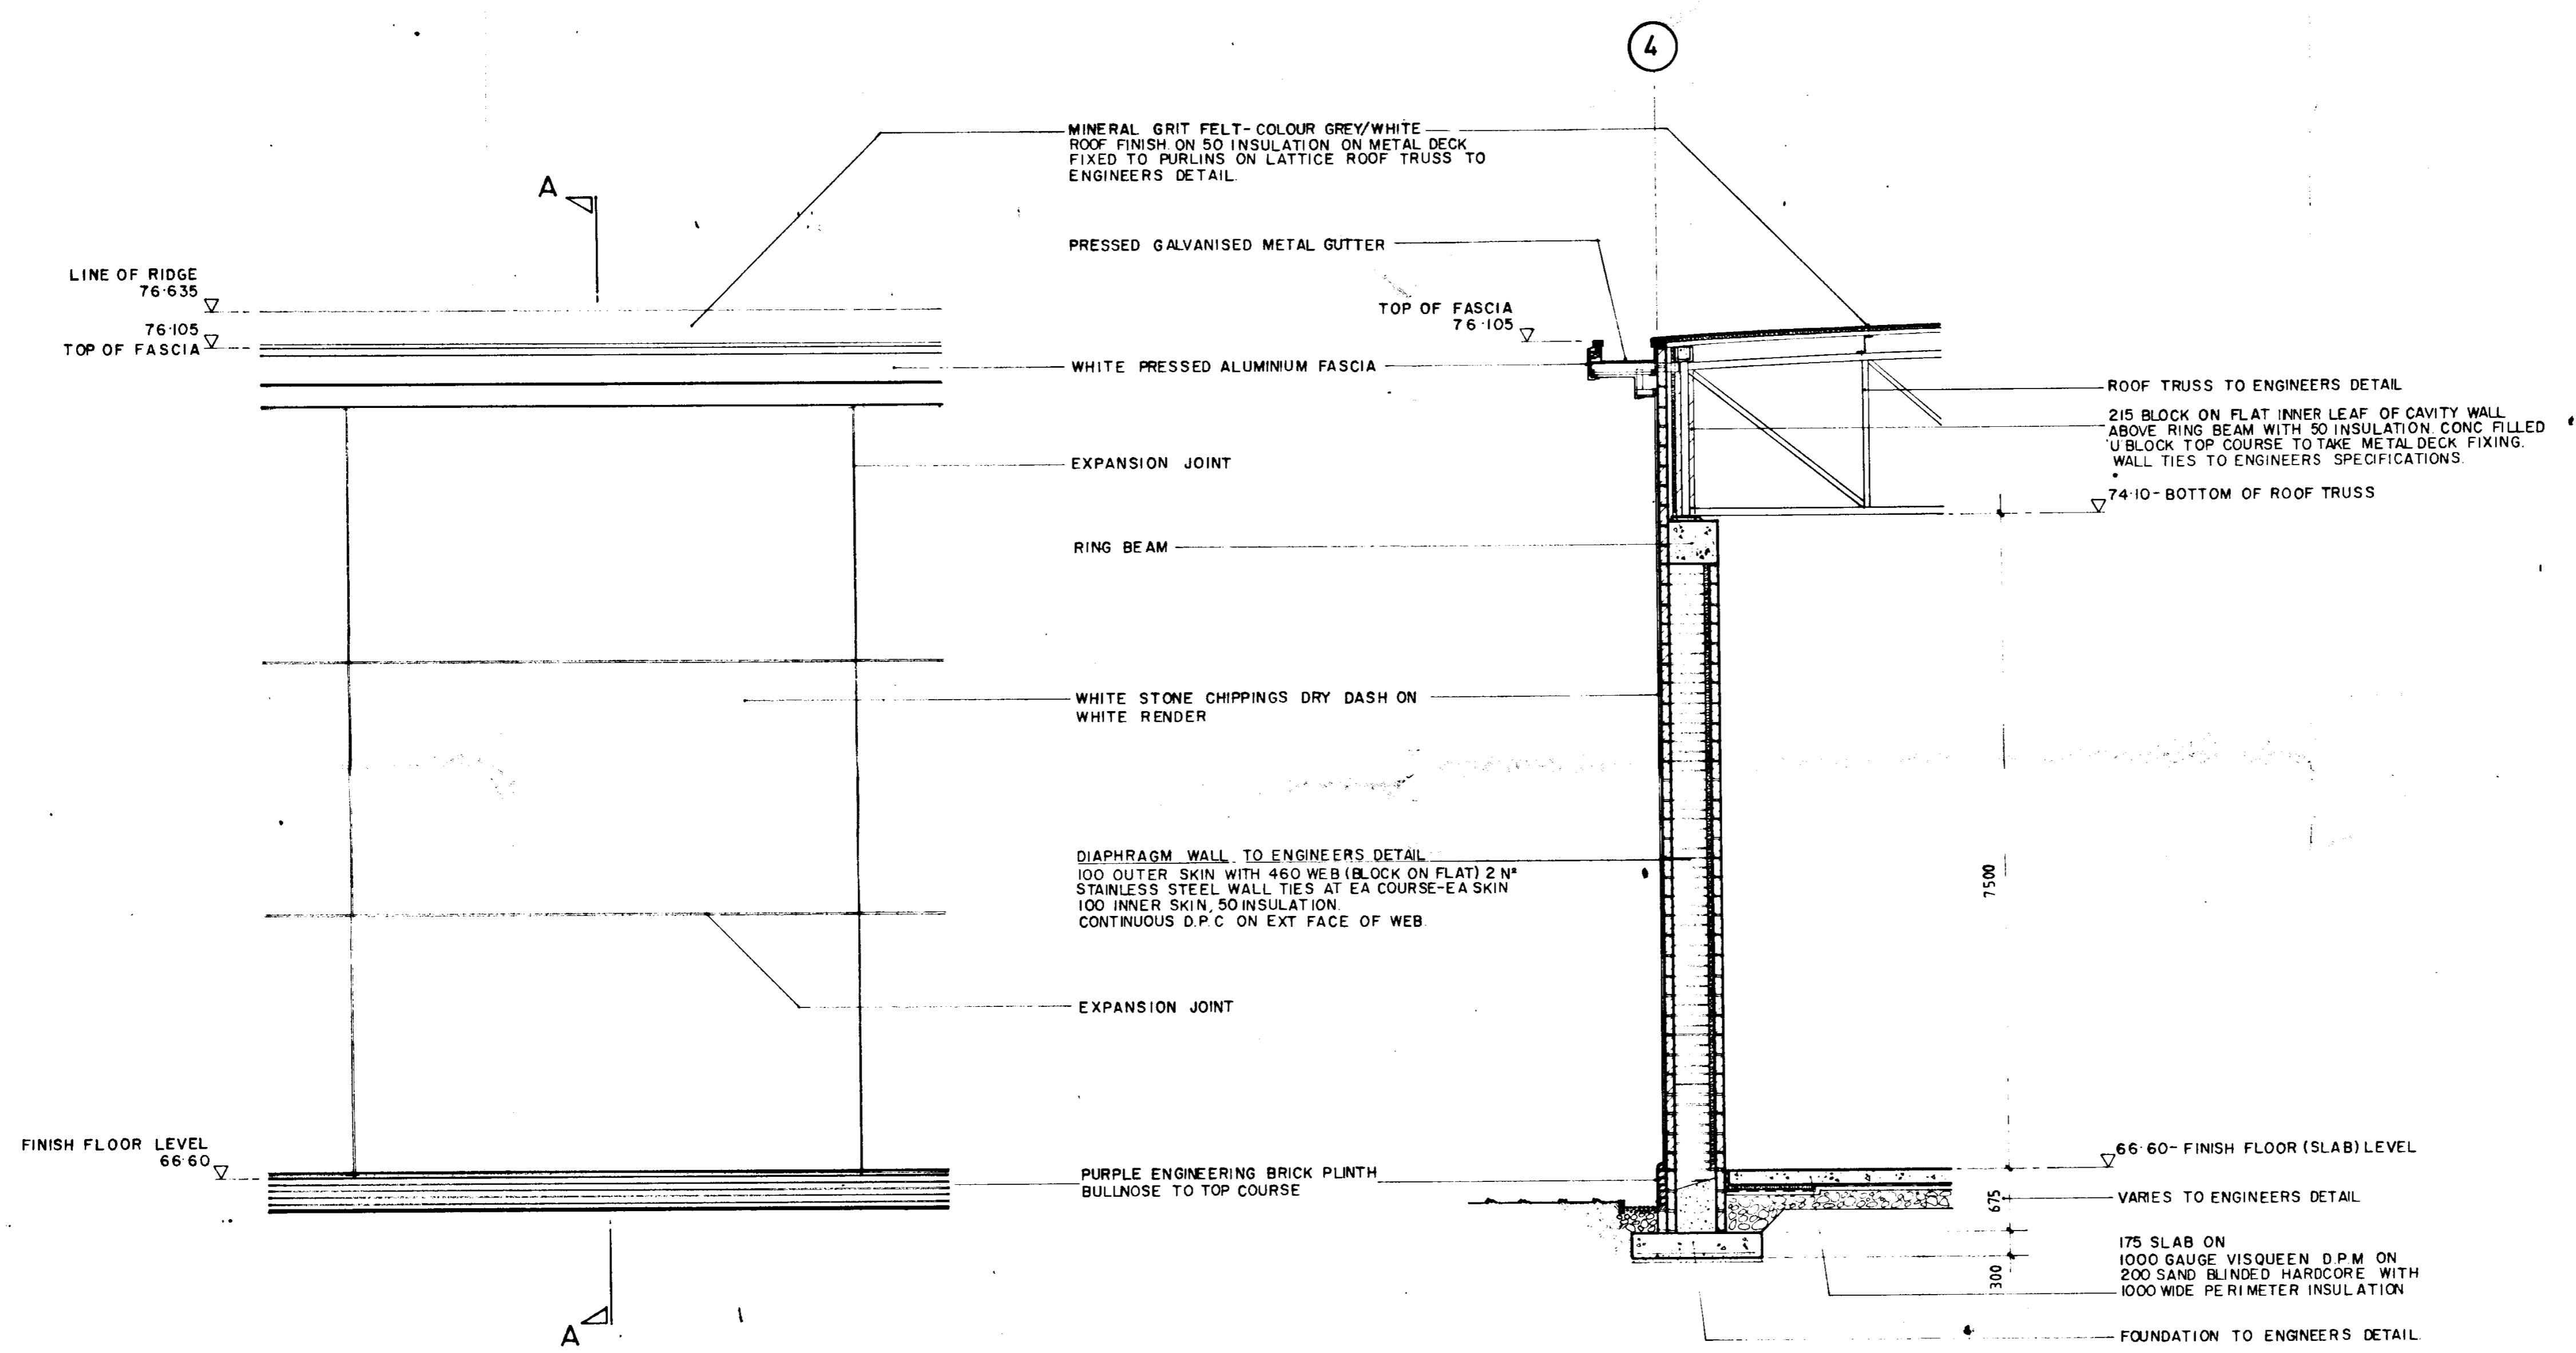 4
MINERAL GRIT FELT-COLOUR GREY/WHITE
ROOF FINISH. ON 50 INSULATION ON METAL DECK
FIXED TO PURLINS ON LATTICE ROOF TRUSS TO
ENGINEERS DETAIL.
A
PRESSED GALVANISED METAL GUTTER
LINE OF RIDGE
76·635
76·105
TOP OF FASCIA
TOP OF FASCIA
76·105
WHITE PRESSED ALUMINIUM FASCIA
ROOF TRUSS TO ENGINEERS DETAIL
215 BLOCK ON FLAT INNER LEAF OF CAVITY WALL
ABOVE RING BEAM WITH 50 INSULATION. CONC FILLED
'U' BLOCK TOP COURSE TO TAKE METAL DECK FIXING.
WALL TIES TO ENGINEERS SPECIFICATIONS.
EXPANSION JOINT
74·10-BOTTOM OF ROOF TRUSS
RING BEAM
WHITE STONE CHIPPINGS DRY DASH ON
WHITE RENDER
DIAPHRAGM WALL TO ENGINEERS DETAIL
100 OUTER SKIN WITH 460 WEB (BLOCK ON FLAT) 2 Nº
STAINLESS STEEL WALL TIES AT EA COURSE-EA SKIN
100 INNER SKIN, 50 INSULATION.
CONTINUOUS D.P.C ON EXT FACE OF WEB.
7500
EXPANSION JOINT
FINISH FLOOR LEVEL
66·60
66·60-FINISH FLOOR (SLAB) LEVEL
PURPLE ENGINEERING BRICK PLINTH
BULLNOSE TO TOP COURSE
675
VARIES TO ENGINEERS DETAIL
175 SLAB ON
1000 GAUGE VISQUEEN D.P.M ON
200 SAND BLINDED HARDCORE WITH
1000 WIDE PERIMETER INSULATION
300
A
FOUNDATION TO ENGINEERS DETAIL.